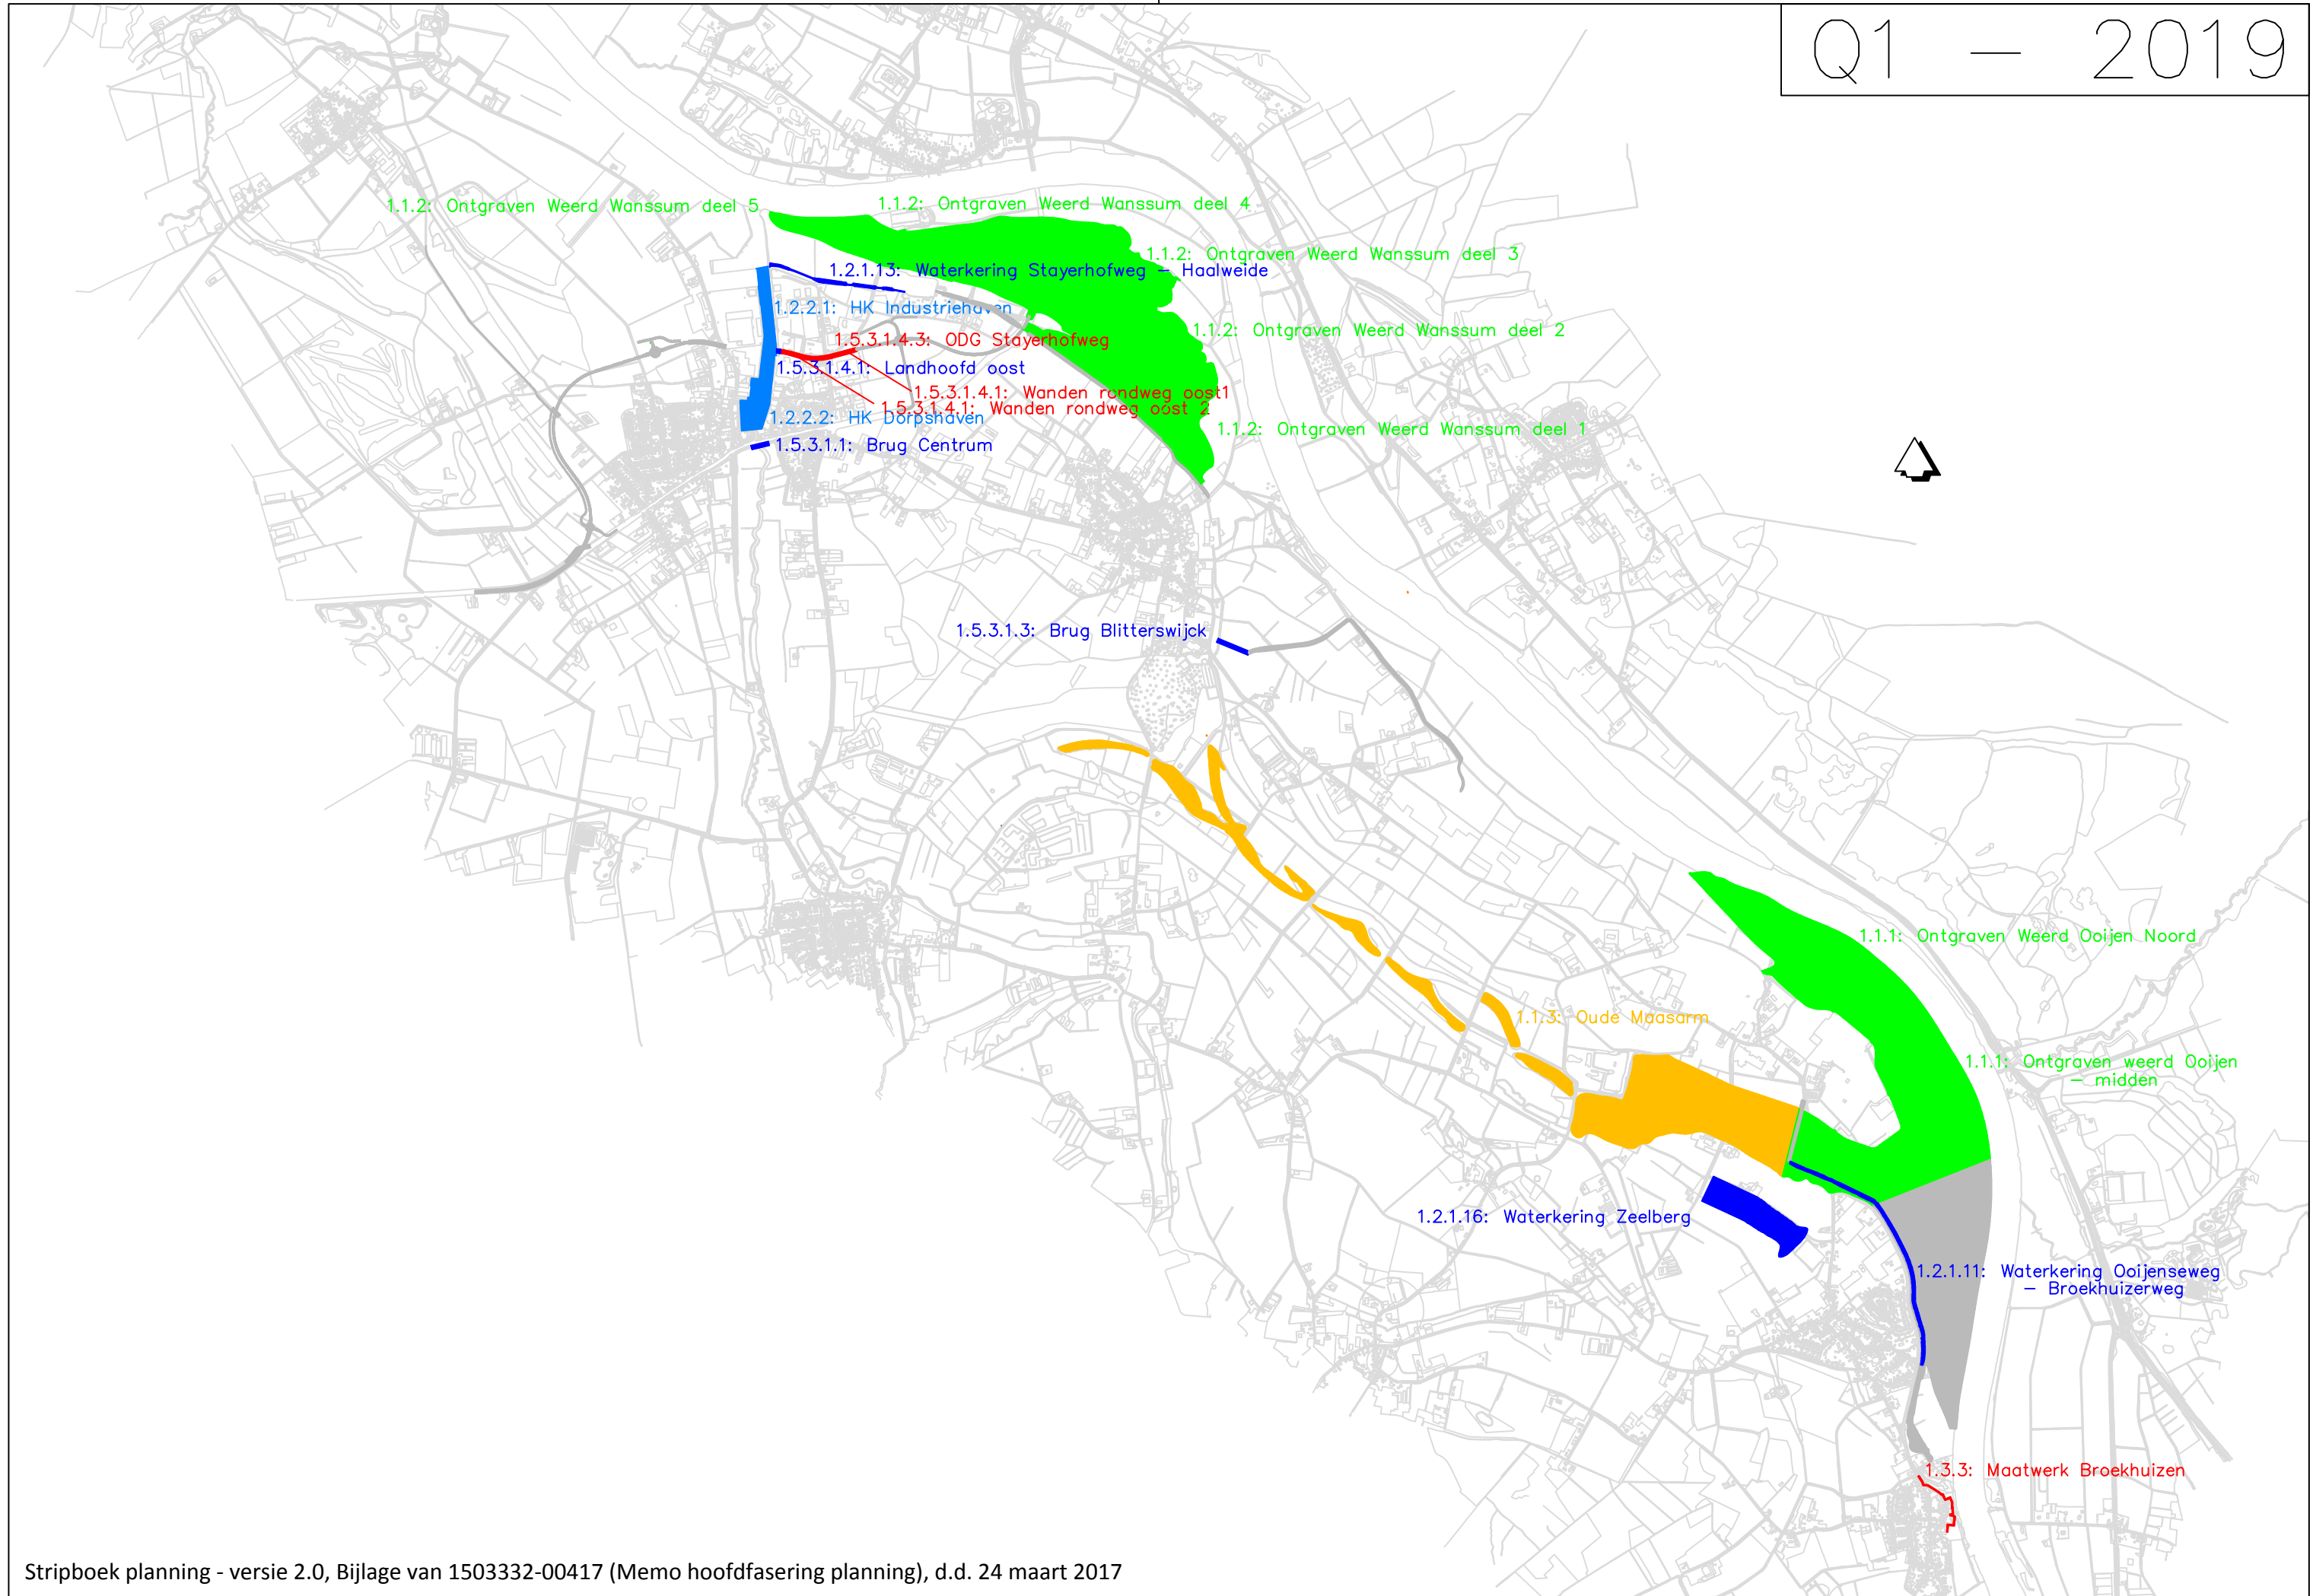 Q1 — 2019
1.1.2: Ontgraven Weerd Wanssum deel 5
1.1.2: Ontgraven Weerd Wanssum deel 4
1.1.2: Ontgraven Weerd Wanssum deel 3
1.2.1.13: Waterkering Stayerhofweg — Haalweide
1.2.2.1: HK Industriehaven
1.1.2: Ontgraven Weerd Wanssum deel 2
1.5.3.1.4.3: ODG Stayerhofweg
1.5.3.1.4.1: Landhoofd oost
1.5.3.1.4.1: Wanden rondweg oost1
1.5.3.1.4.1: Wanden rondweg oost 2
1.2.2.2: HK Dorpshaven
1.1.2: Ontgraven Weerd Wanssum deel 1
1.5.3.1.1: Brug Centrum
1.5.3.1.3: Brug Blitterswijck
1.1.1: Ontgraven Weerd Ooijen Noord
1.1.3: Oude Maasarm
1.1.1: Ontgraven weerd Ooijen
— midden
1.2.1.16: Waterkering Zeelberg
1.2.1.11: Waterkering Ooijenseweg
— Broekhuizerweg
1.3.3: Maatwerk Broekhuizen
Stripboek planning - versie 2.0, Bijlage van 1503332-00417 (Memo hoofdfasering planning), d.d. 24 maart 2017